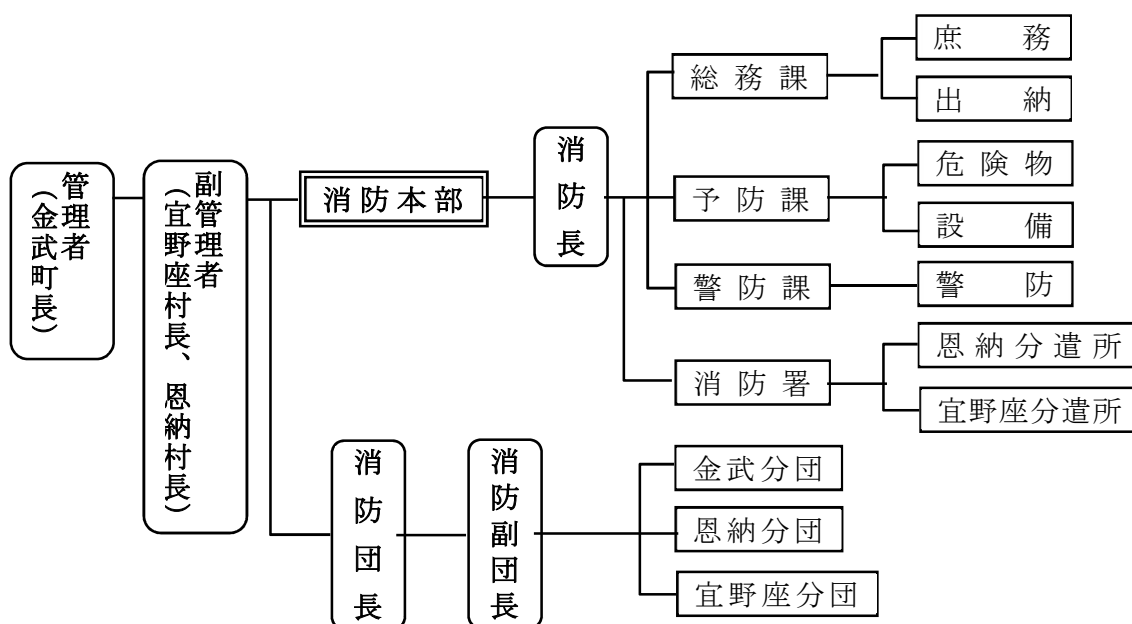 管理者
（金武町長）
副管理者
（宜野座村長、恩納村長）
消防本部
消防長
総務課
庶務
出納
予防課
危険物
設備
警防課
警防
消防署
恩納分遣所
宜野座分遣所
消防団長
消防副団長
金武分団
恩納分団
宜野座分団